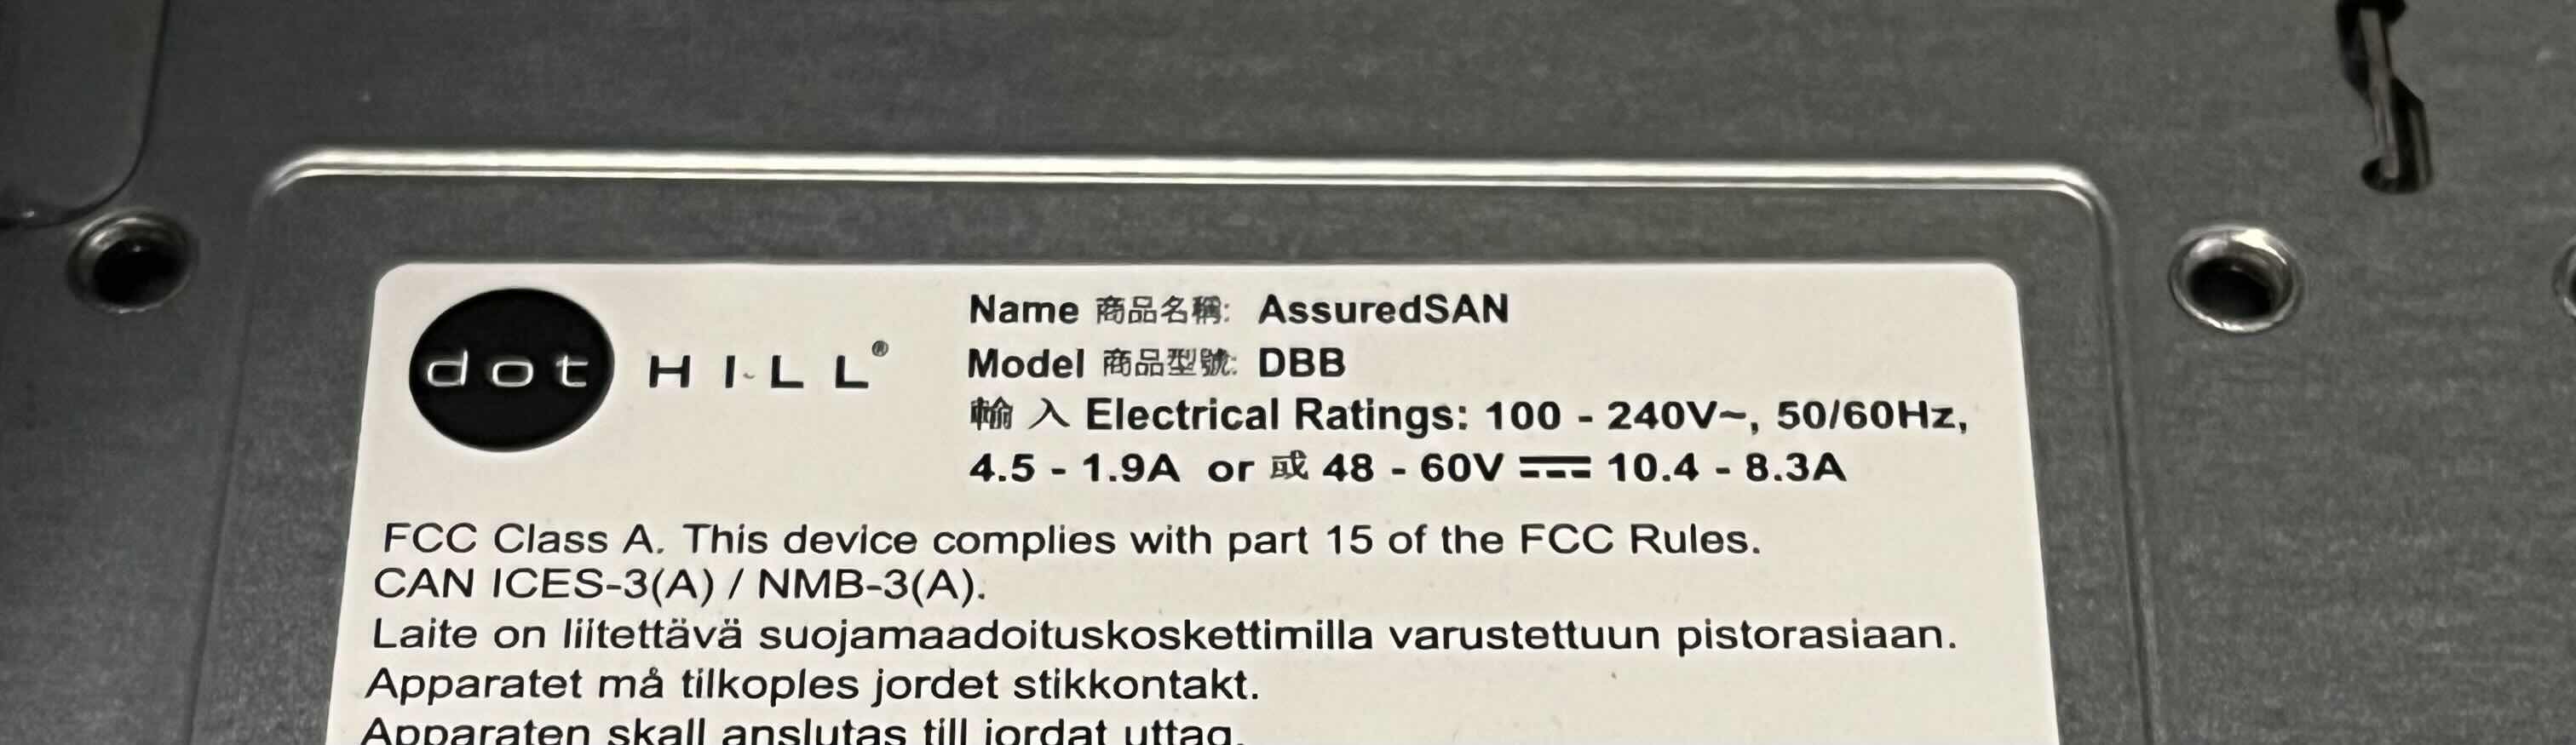 dot HILL®
Name 商品名稱: AssuredSAN
Model 商品型號: DBB
輸 入 Electrical Ratings: 100 - 240V~, 50/60Hz,
4.5 - 1.9A or 或 48 - 60V ⎓ 10.4 - 8.3A
FCC Class A. This device complies with part 15 of the FCC Rules.
CAN ICES-3(A) / NMB-3(A).
Laite on liitettävä suojamaadoituskoskettimilla varustettuun pistorasiaan.
Apparatet må tilkoples jordet stikkontakt.
Apparaten skall anslutas till jordat uttag.